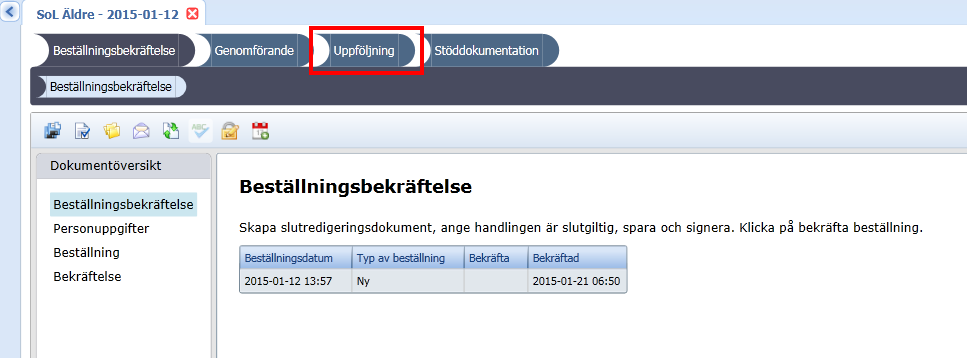 SoL Äldre - 2015-01-12
Beställningsbekräftelse Genomförande Uppföljning Stöddokumentation
Beställningsbekräftelse
ABC
Dokumentöversikt
Beställningsbekräftelse
Personuppgifter
Beställning
Bekräftelse
Beställningsbekräftelse
Skapa slutredigeringsdokument, ange handlingen är slutgiltig, spara och signera. Klicka på bekräfta beställning.
Beställningsdatum Typ av beställning Bekräfta Bekräftad
2015-01-12 13:57 Ny 2015-01-21 06:50